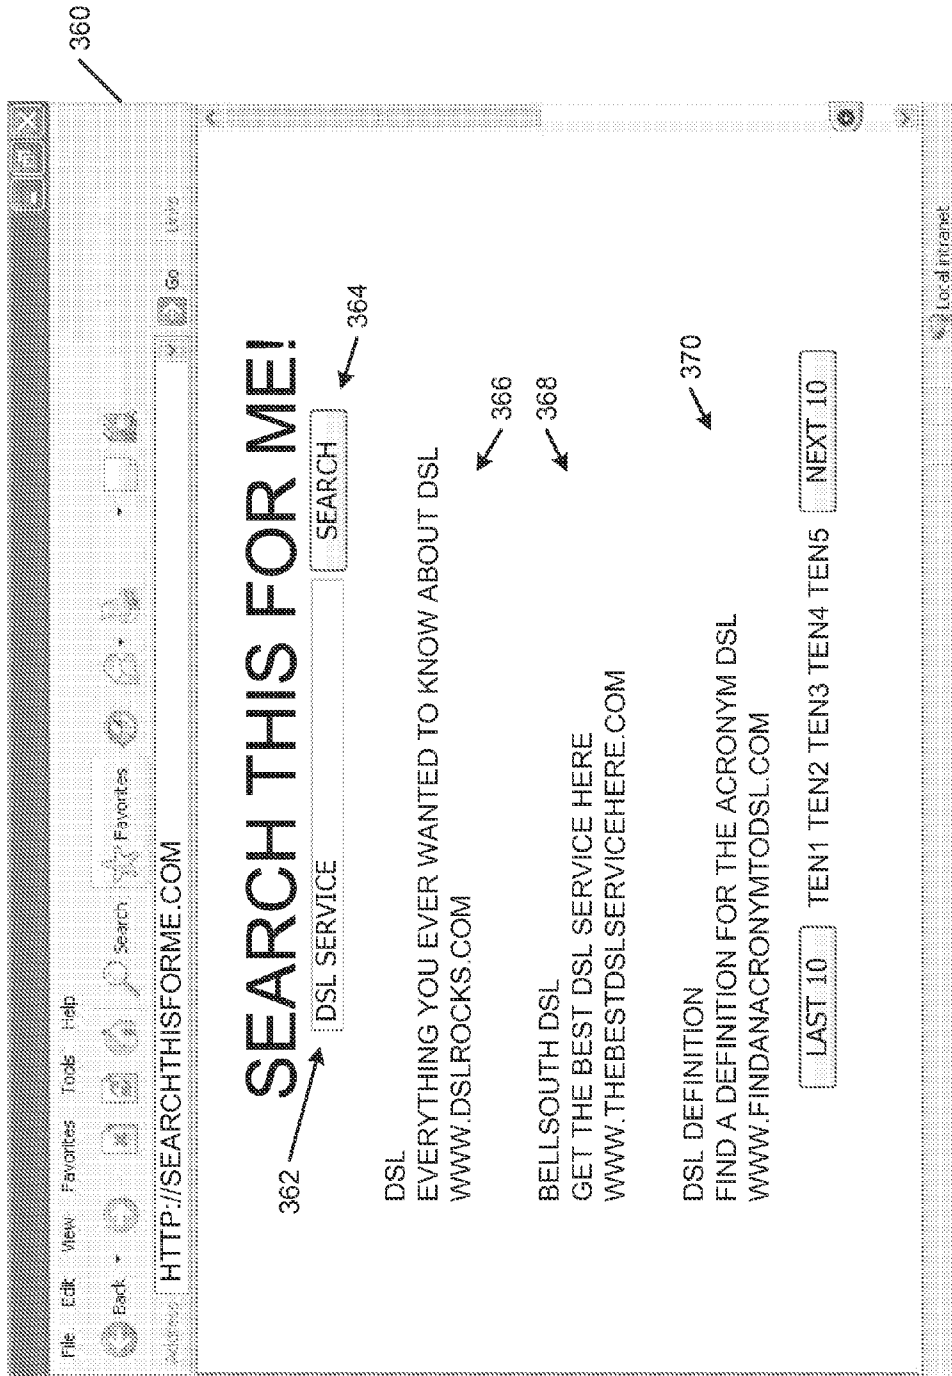 360
File Edit View Favorites Tools Help
Back Search Favorites
Address HTTP://SEARCHTHISFORME.COM Go Links
SEARCH THIS FOR ME!
362 DSL SERVICE SEARCH 364
DSL
EVERYTHING YOU EVER WANTED TO KNOW ABOUT DSL
WWW.DSLROCKS.COM
366
BELLSOUTH DSL
368
GET THE BEST DSL SERVICE HERE
WWW.THEBESTDSLSERVICEHERE.COM
DSL DEFINITION
370
FIND A DEFINITION FOR THE ACRONYM DSL
WWW.FINDANACRONYMTODSL.COM
LAST 10 TEN1 TEN2 TEN3 TEN4 TEN5 NEXT 10
Local intranet